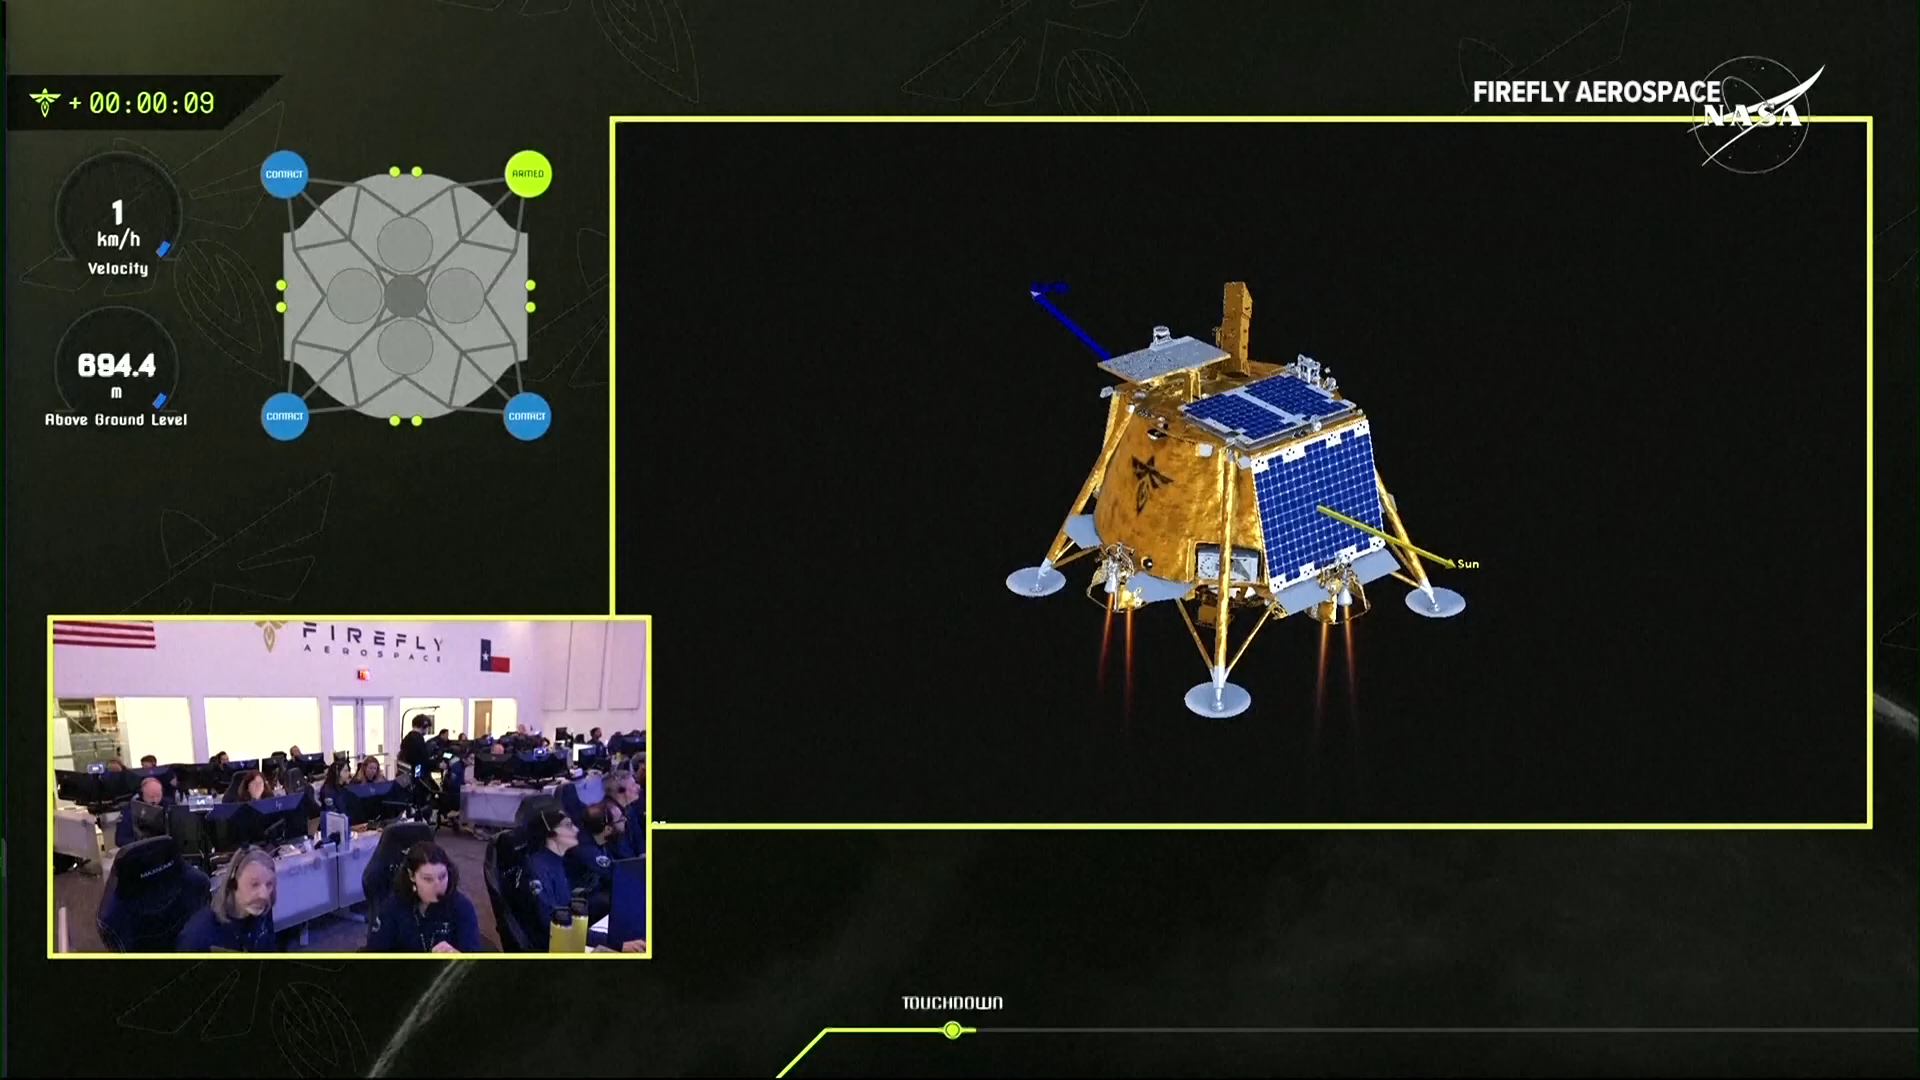 + 00:00:09
FIREFLY AEROSPACE
NASA
CONTACT
ARMED
1
km/h
Velocity
694.4
m
Above Ground Level
CONTACT
CONTACT
Sun
FIREFLY
AEROSPACE
TOUCHDOWN